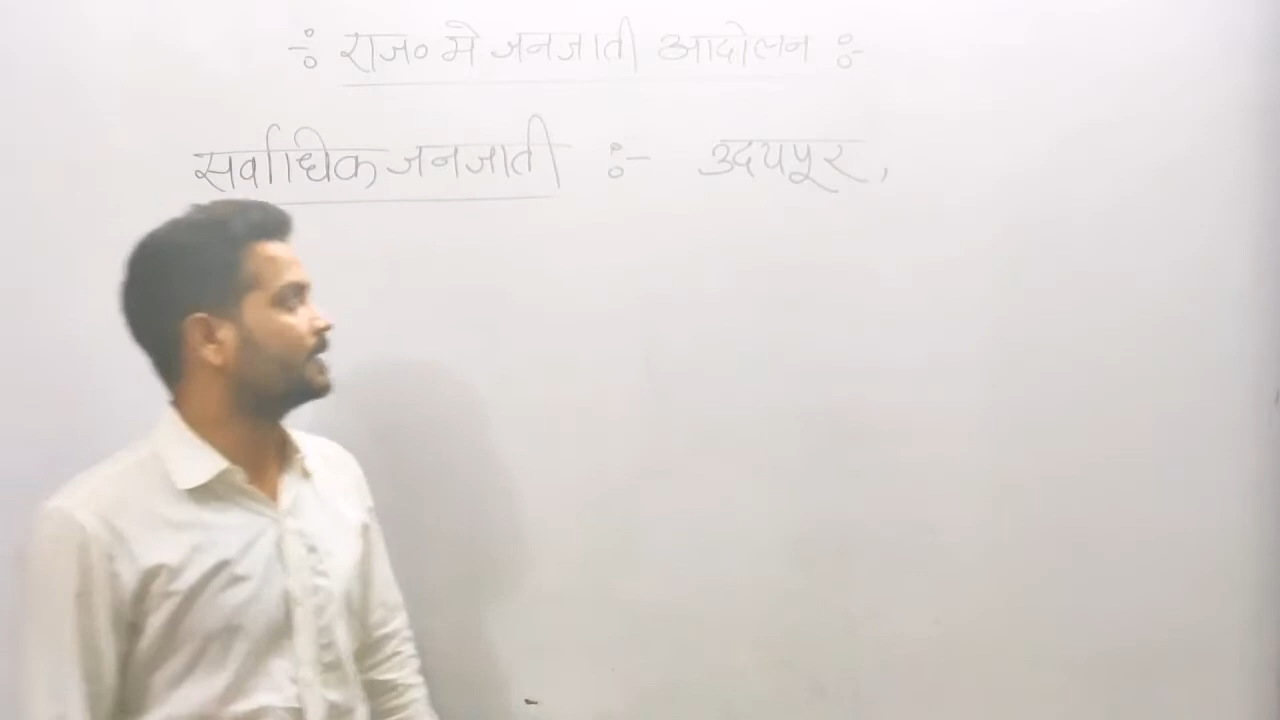 -: राज० मे जनजाती आदोलन :-
सर्वाधिक जनजाती :- उदयपूर,